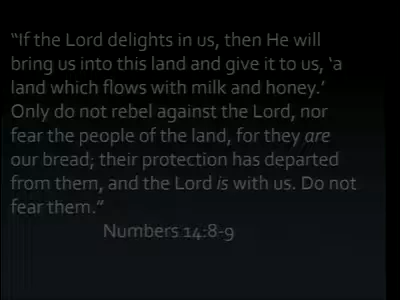 “If the Lord delights in us, then He will
bring us into this land and give it to us, ‘a
land which flows with milk and honey.’
Only do not rebel against the Lord, nor
fear the people of the land, for they are
our bread; their protection has departed
from them, and the Lord is with us. Do not
fear them.”
Numbers 14:8-9